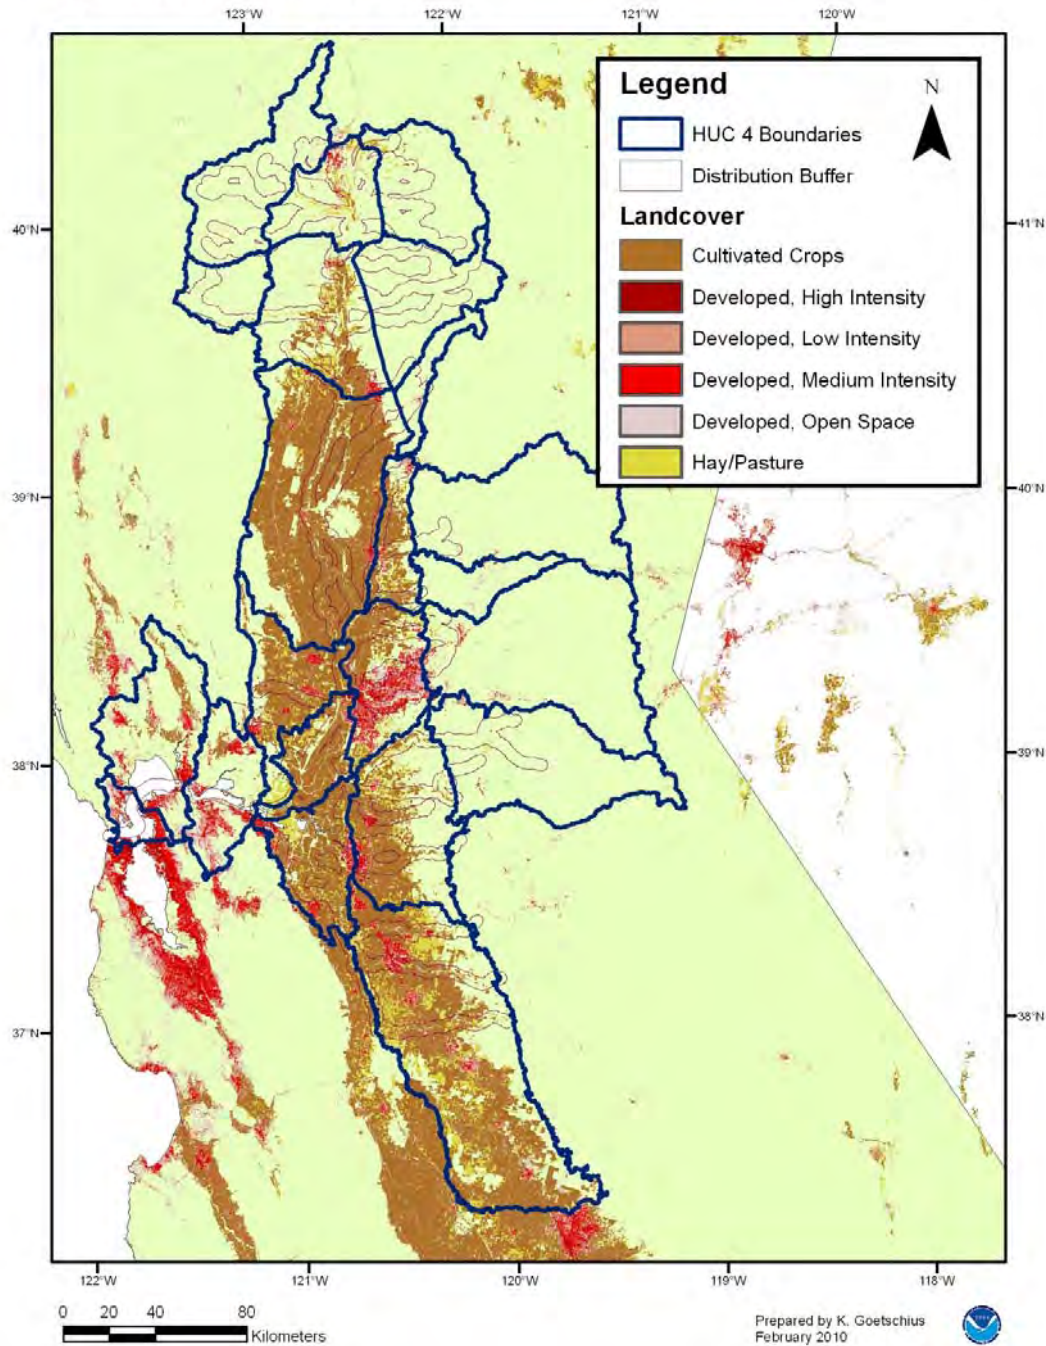 123°W 122°W 121°W 120°W
Legend
N
HUC 4 Boundaries
Distribution Buffer
Landcover
Cultivated Crops
Developed, High Intensity
Developed, Low Intensity
Developed, Medium Intensity
Developed, Open Space
Hay/Pasture
40°N
41°N
39°N
40°N
38°N
39°N
37°N
38°N
122°W 121°W 120°W 119°W 118°W
0 20 40 80
Kilometers
Prepared by K. Goetschius
February 2010